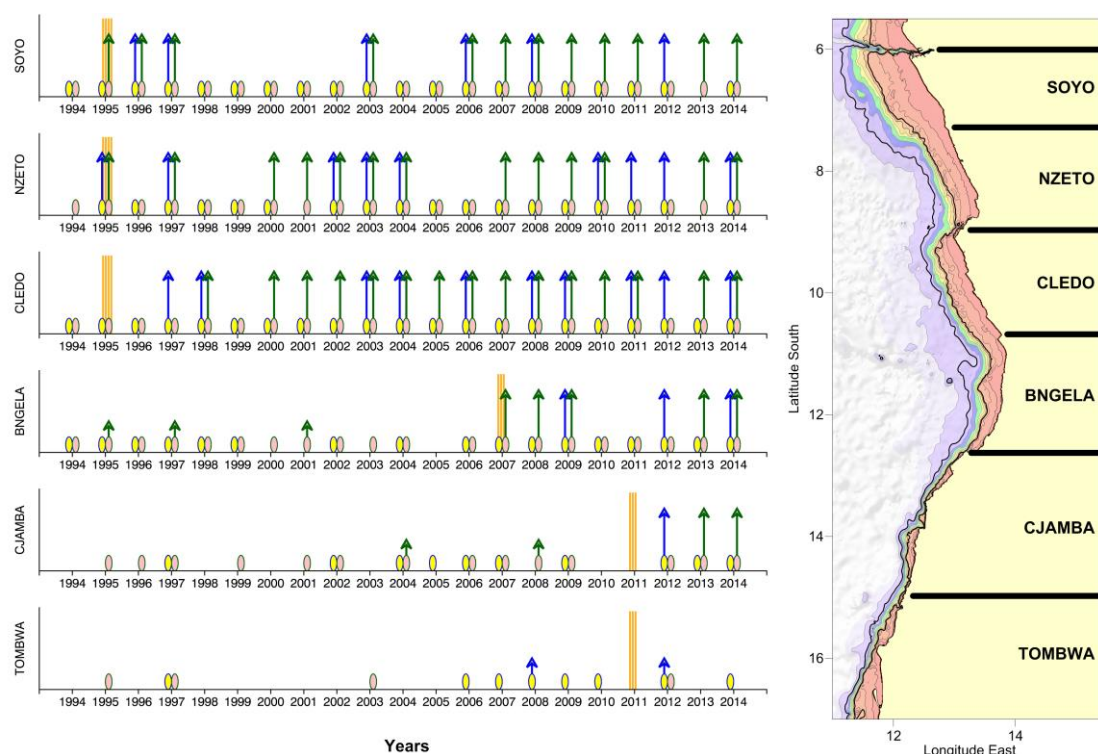 SOYO
1994 1995 1996 1997 1998 1999 2000 2001 2002 2003 2004 2005 2006 2007 2008 2009 2010 2011 2012 2013 2014
NZETO
1994 1995 1996 1997 1998 1999 2000 2001 2002 2003 2004 2005 2006 2007 2008 2009 2010 2011 2012 2013 2014
CLEDO
1994 1995 1996 1997 1998 1999 2000 2001 2002 2003 2004 2005 2006 2007 2008 2009 2010 2011 2012 2013 2014
BNGELA
1994 1995 1996 1997 1998 1999 2000 2001 2002 2003 2004 2005 2006 2007 2008 2009 2010 2011 2012 2013 2014
CJAMBA
1994 1995 1996 1997 1998 1999 2000 2001 2002 2003 2004 2005 2006 2007 2008 2009 2010 2011 2012 2013 2014
TOMBWA
1994 1995 1996 1997 1998 1999 2000 2001 2002 2003 2004 2005 2006 2007 2008 2009 2010 2011 2012 2013 2014
Years
Latitude South
6
8
10
12
14
16
SOYO
NZETO
CLEDO
BNGELA
CJAMBA
TOMBWA
12 14
Longitude East